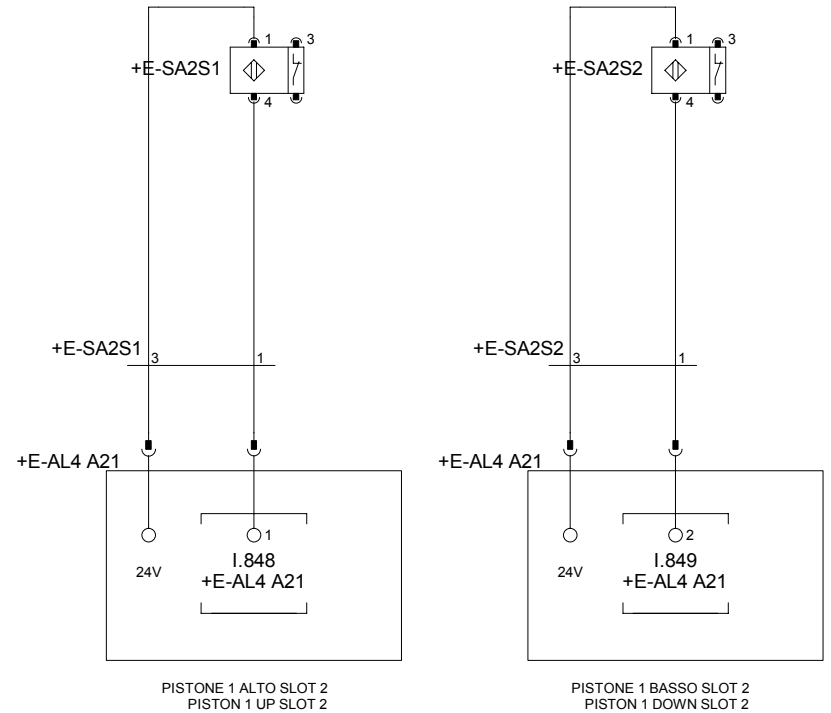 1 3 1 3
+E-SA2S1 +E-SA2S2
4 4
+E-SA2S1 3 1 +E-SA2S2 3 1
+E-AL4 A21 +E-AL4 A21
1 2
24V I.848 24V I.849
+E-AL4 A21 +E-AL4 A21
PISTONE 1 ALTO SLOT 2 PISTONE 1 BASSO SLOT 2
PISTON 1 UP SLOT 2 PISTON 1 DOWN SLOT 2